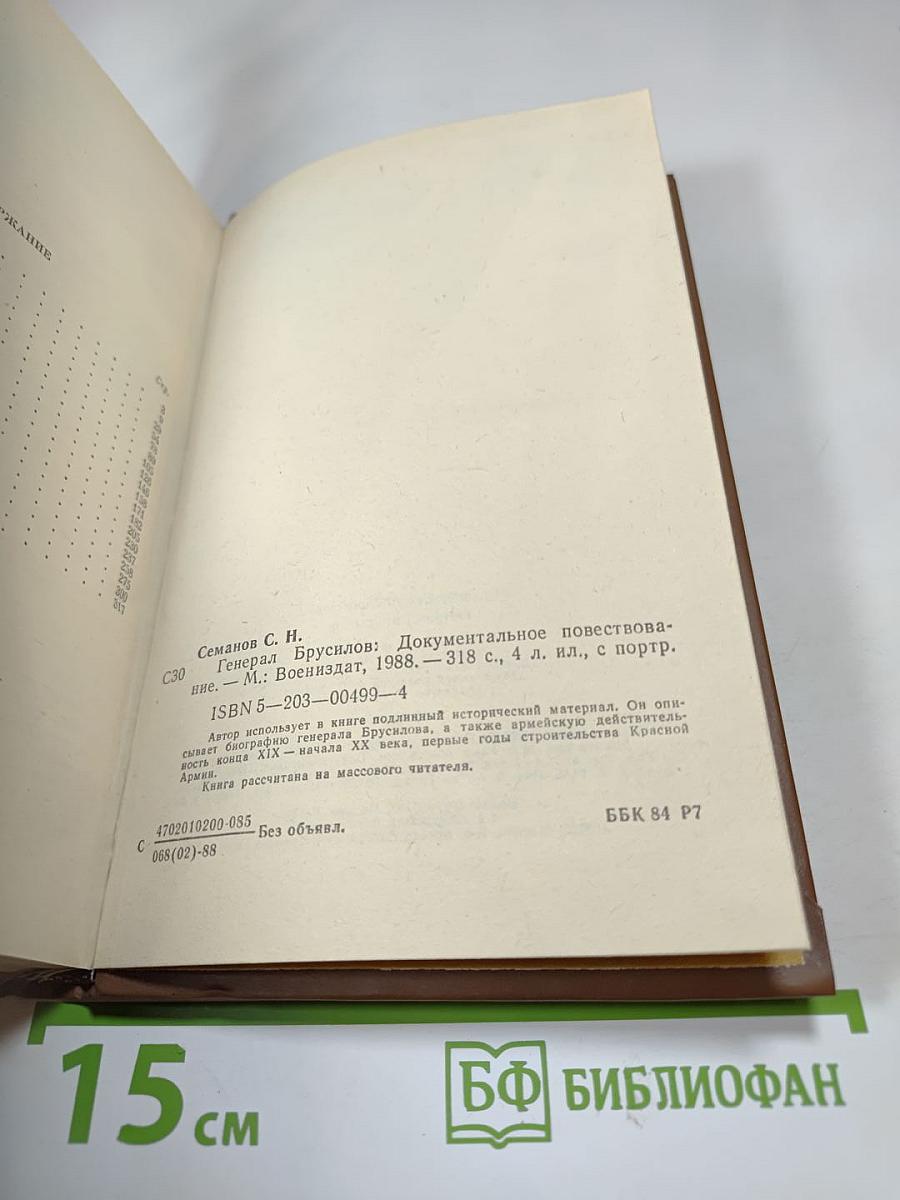 РЖАНИЕ
Стр.
Семанов С. Н.
С30 Генерал Брусилов: Документальное повествова-
ние. — М.: Воениздат, 1988. — 318 с., 4 л. ил., с портр.
ISBN 5—203—00499—4
Автор использует в книге подлинный исторический материал. Он опи-
сывает биографию генерала Брусилова, а также армейскую действитель-
ность конца XIX — начала XX века, первые годы строительства Красной
Армии.
Книга рассчитана на массового читателя.
С 4702010200-085 Без объявл.
068(02)-88
ББК 84 Р7
15 см
БФ БИБЛИОФАН